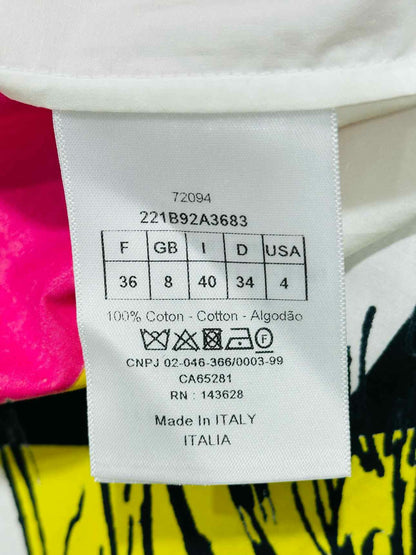 72094
221B92A3683
F GB I D USA
36 8 40 34 4
100% Coton - Cotton - Algodão
F
CNPJ 02-046-366/0003-99
CA65281
RN : 143628
Made In ITALY
ITALIA